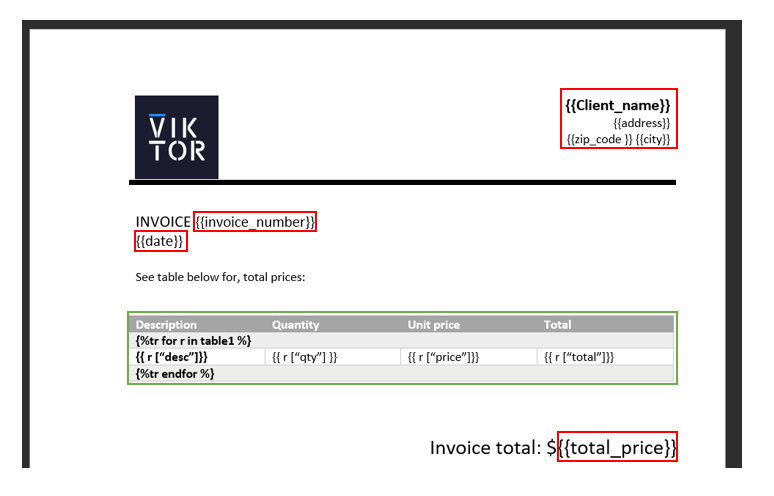 VIK
TOR
{{Client_name}}
{{address}}
{{zip_code }} {{city}}
INVOICE {{invoice_number}}
{{date}}
See table below for, total prices:
Description Quantity Unit price Total
{%tr for r in table1 %}
{{ r [“desc”]}} {{ r [“qty”] }} {{ r [“price”]}} {{ r [“total”]}}
{%tr endfor %}
Invoice total: ${{total_price}}